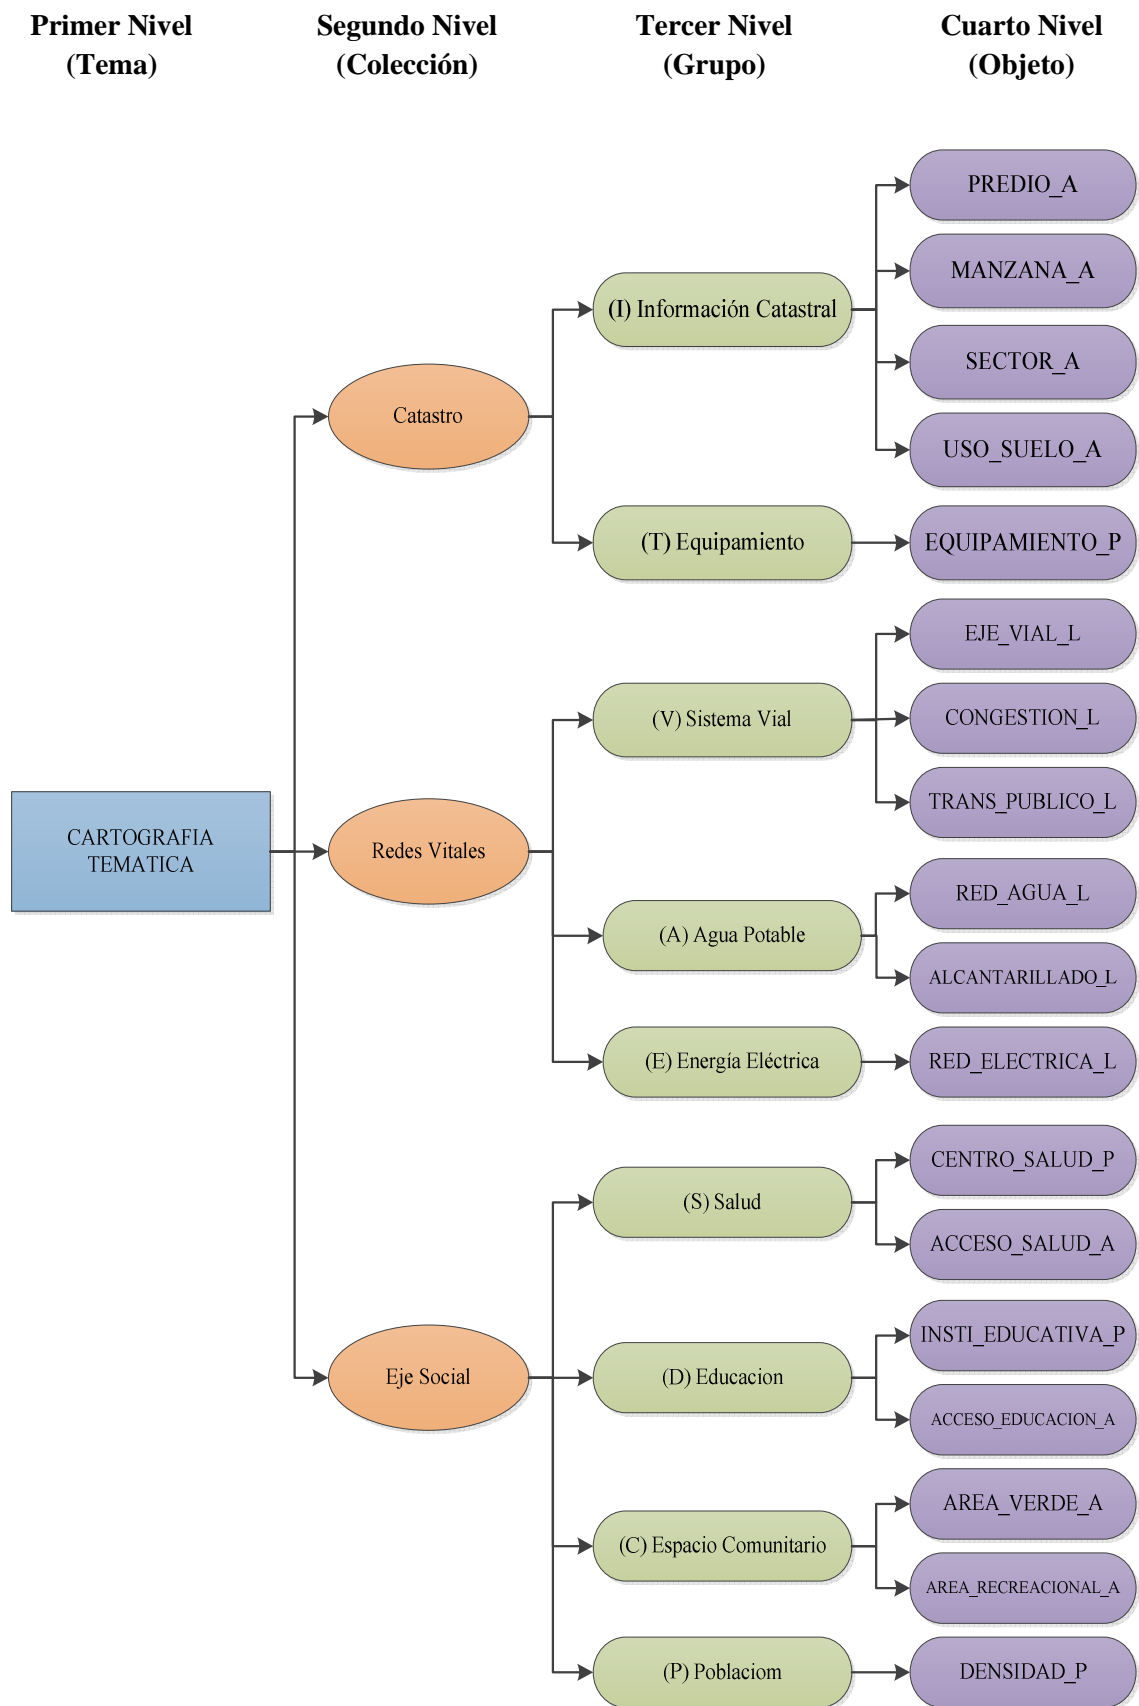 Primer Nivel
(Tema)
Segundo Nivel
(Colección)
Tercer Nivel
(Grupo)
Cuarto Nivel
(Objeto)
CARTOGRAFIA
TEMATICA
Catastro
(I) Información Catastral
PREDIO_A
MANZANA_A
SECTOR_A
USO_SUELO_A
(T) Equipamiento
EQUIPAMIENTO_P
Redes Vitales
(V) Sistema Vial
EJE_VIAL_L
CONGESTION_L
TRANS_PUBLICO_L
(A) Agua Potable
RED_AGUA_L
ALCANTARILLADO_L
(E) Energía Eléctrica
RED_ELECTRICA_L
Eje Social
(S) Salud
CENTRO_SALUD_P
ACCESO_SALUD_A
(D) Educacion
INSTI_EDUCATIVA_P
ACCESO_EDUCACION_A
(C) Espacio Comunitario
AREA_VERDE_A
AREA_RECREACIONAL_A
(P) Poblaciom
DENSIDAD_P